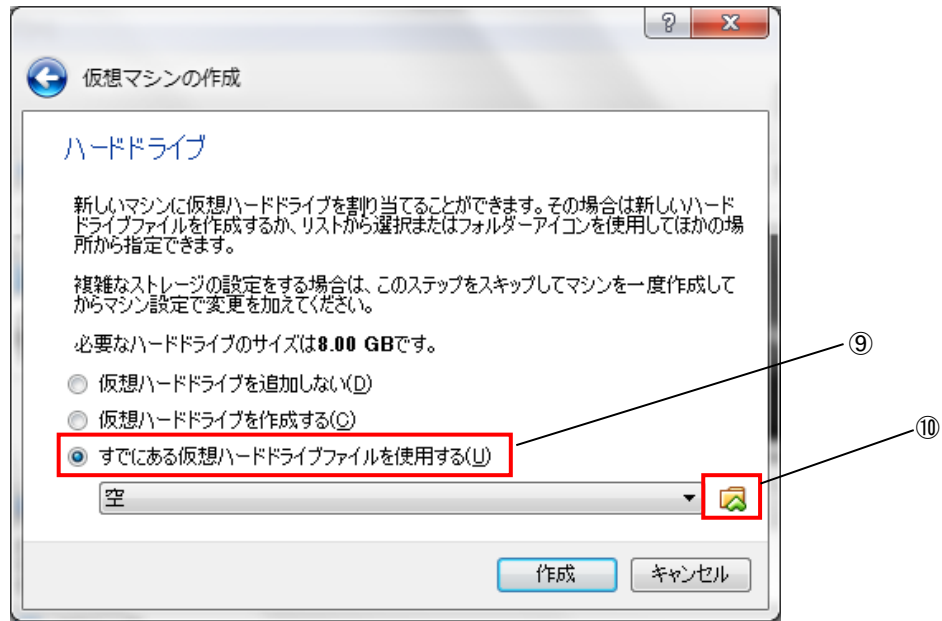 ?
X
仮想マシンの作成
ハードドライブ
新しいマシンに仮想ハードドライブを割り当てることができます。その場合は新しいハード
ドライブファイルを作成するか、リストから選択またはフォルダーアイコンを使用してほかの場
所から指定できます。
複雑なストレージの設定をする場合は、このステップをスキップしてマシンを一度作成して
からマシン設定で変更を加えてください。
必要なハードドライブのサイズは8.00 GBです。
⑨
仮想ハードドライブを追加しない(D)
仮想ハードドライブを作成する(C)
⑩
すでにある仮想ハードドライブファイルを使用する(U)
空
作成
キャンセル